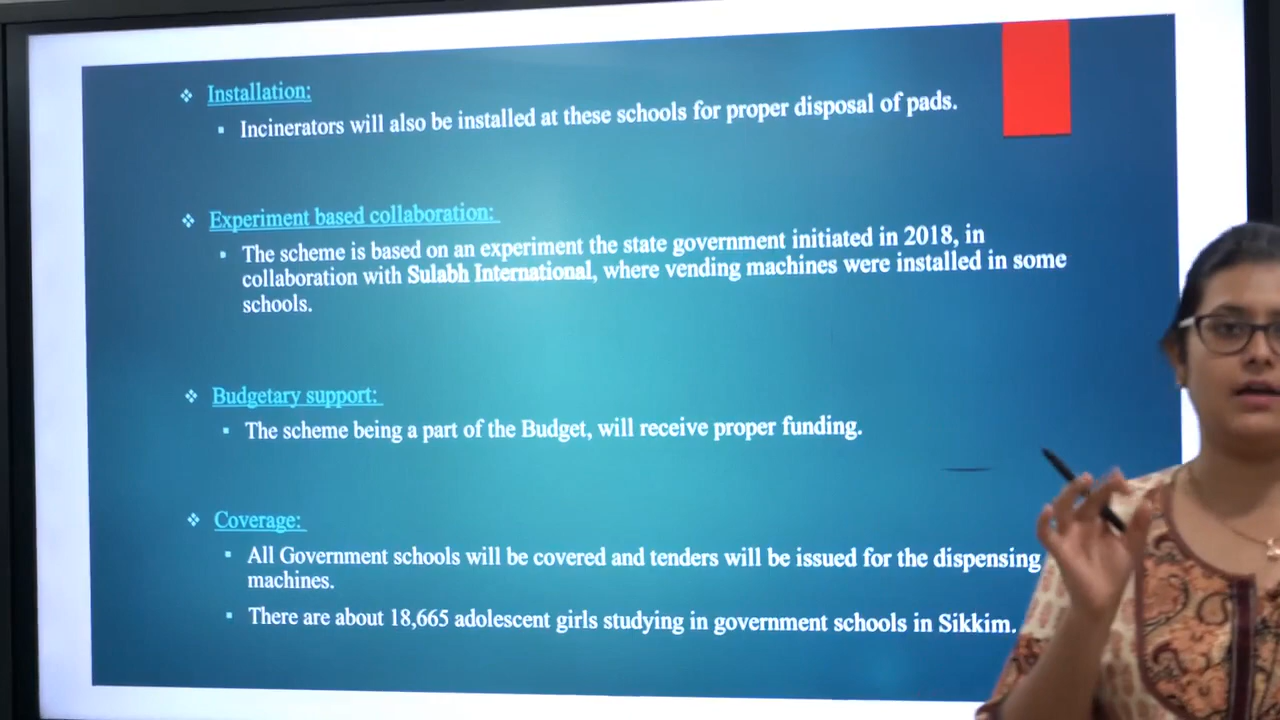 Installation:
Incinerators will also be installed at these schools for proper disposal of pads.
Experiment based collaboration:
The scheme is based on an experiment the state government initiated in 2018, in
collaboration with Sulabh International, where vending machines were installed in some
schools.
Budgetary support:
The scheme being a part of the Budget, will receive proper funding.
Coverage:
All Government schools will be covered and tenders will be issued for the dispensing
machines.
There are about 18,665 adolescent girls studying in government schools in Sikkim.